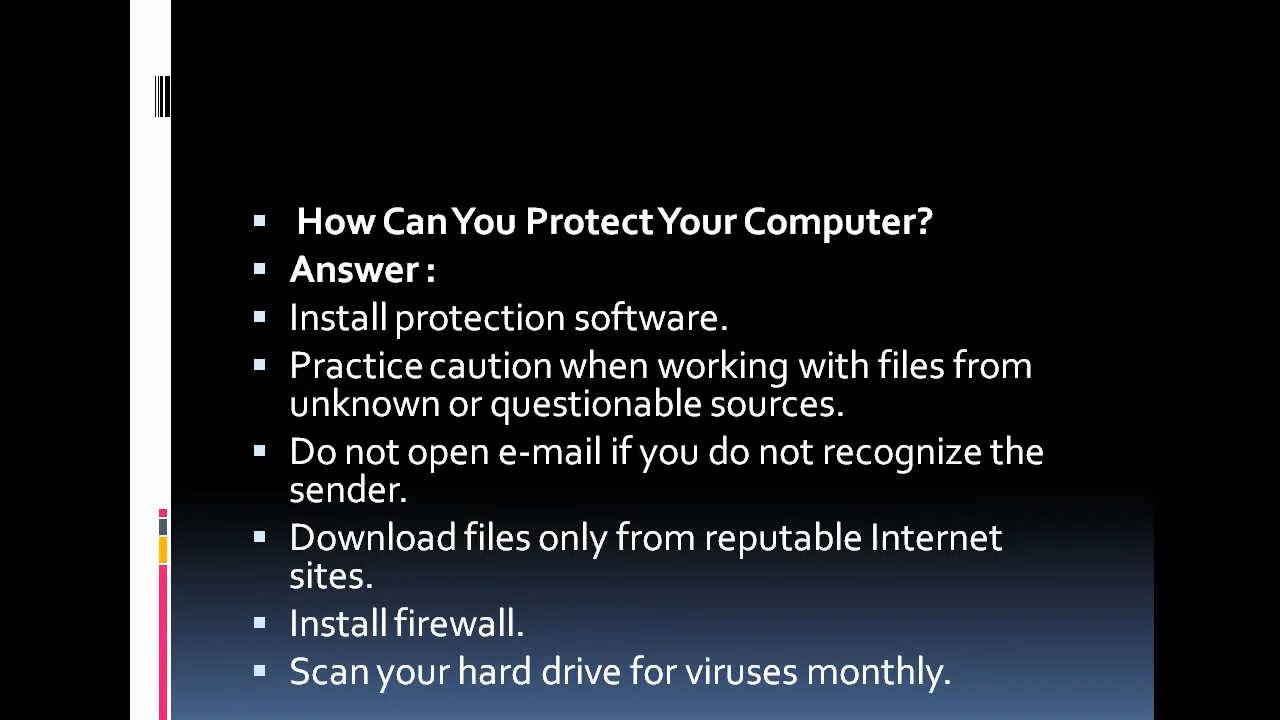 How Can You Protect Your Computer?
Answer :
Install protection software.
Practice caution when working with files from
unknown or questionable sources.
Do not open e-mail if you do not recognize the
sender.
Download files only from reputable Internet
sites.
Install firewall.
Scan your hard drive for viruses monthly.